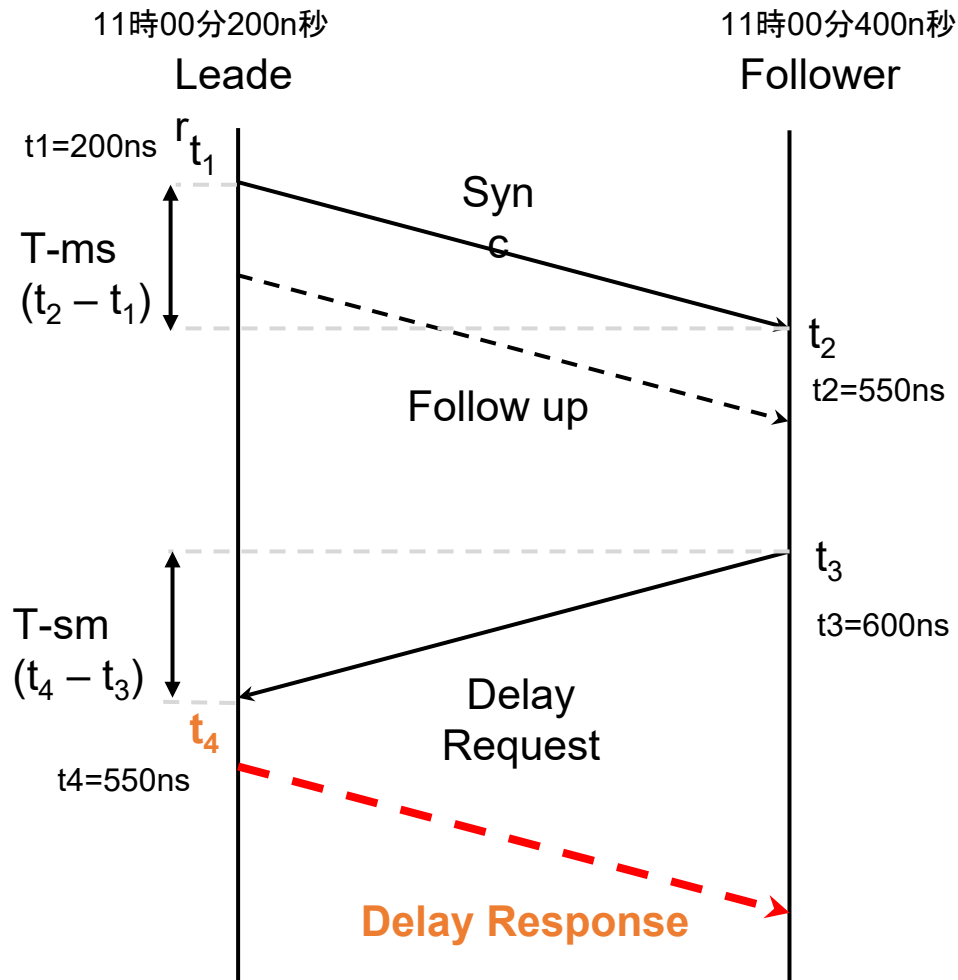 11時00分200n秒
11時00分400n秒
Leade
r
Follower
t1=200ns
t₁
Syn
c
T-ms
(t₂ – t₁)
t₂
t2=550ns
Follow up
t₃
T-sm
(t₄ – t₃)
t3=600ns
Delay
Request
t₄
t4=550ns
Delay Response